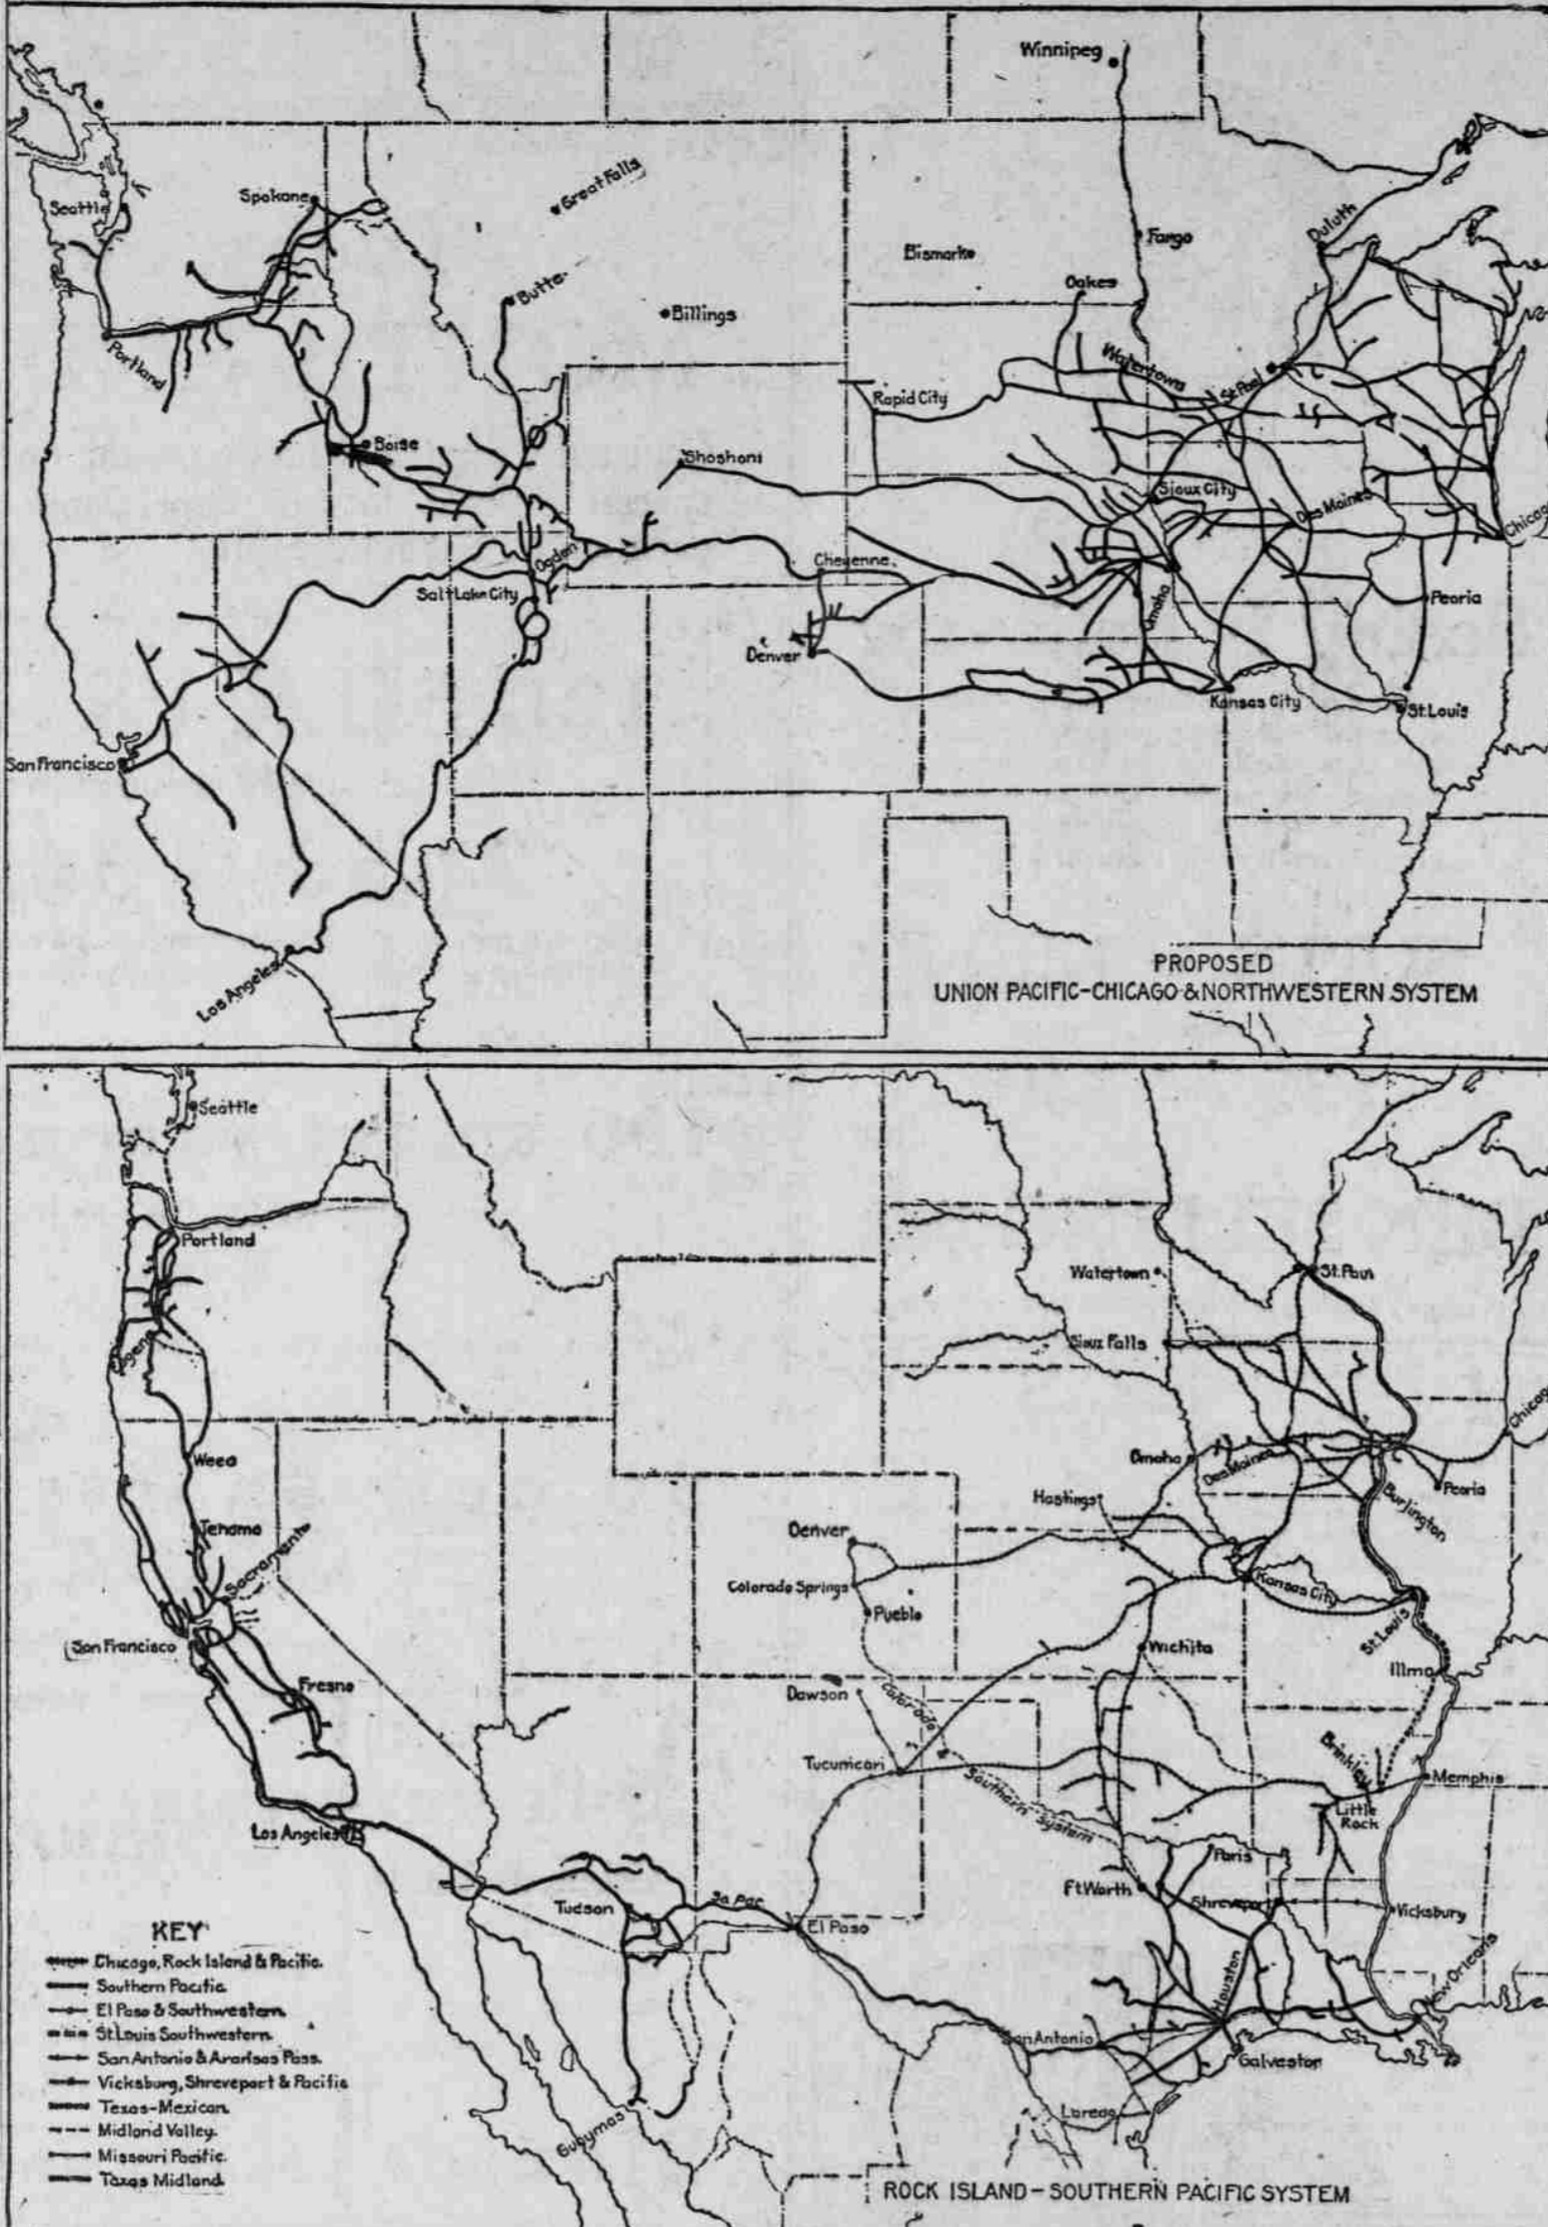 Winnipeg
Seattle
Spokane
Great Falls
Butte
Billings
Bismarke
Fargo
Oakes
Duluth
Portland
Watertown
St. Paul
Rapid City
Boise
Shoshoni
Sioux City
Des Moines
Chicago
Ogden
Cheyenne
Salt Lake City
Omaha
Peoria
Denver
Kansas City
St. Louis
San Francisco
Los Angeles
PROPOSED
UNION PACIFIC-CHICAGO & NORTHWESTERN SYSTEM
Seattle
Portland
Watertown
St. Paul
Sioux Falls
Chicago
Weed
Omaha
Des Moines
Peoria
Hastings
Burlington
Tehama
Sacramento
Denver
Colorado Springs
Pueblo
Kansas City
St. Louis
San Francisco
Wichita
Illmo
Fresno
Dawson
Colorado & Southern System
Tucumcari
Brinkley
Memphis
Little Rock
Los Angeles
Paris
Ft Worth
Shreveport
Vicksburg
Tucson
So Pac
El Paso
Houston
New Orleans
San Antonio
Galveston
Laredo
Guaymas
KEY
Chicago, Rock Island & Pacific.
Southern Pacific
El Paso & Southwestern
St. Louis Southwestern
San Antonio & Aransas Pass.
Vicksburg, Shreveport & Pacific
Texas-Mexican
Midland Valley.
Missouri Pacific.
Texas Midland
ROCK ISLAND-SOUTHERN PACIFIC SYSTEM